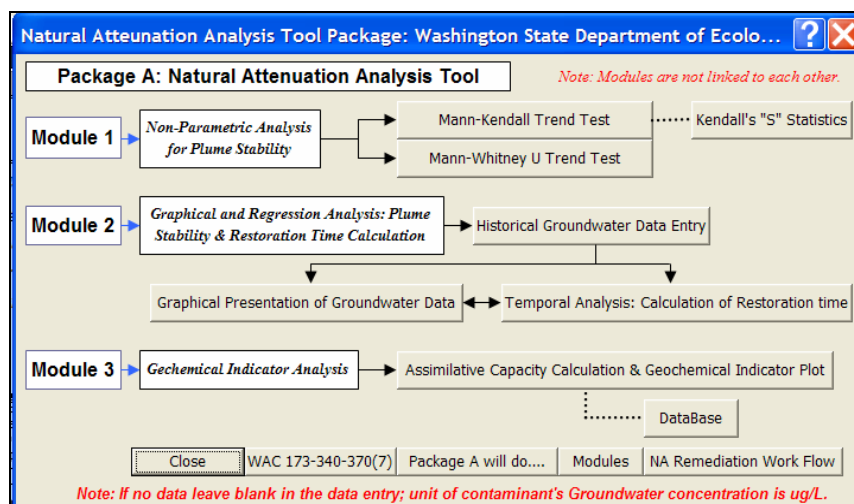 Natural Atteunation Analysis Tool Package: Washington State Department of Ecolo...
Package A: Natural Attenuation Analysis Tool
Note: Modules are not linked to each other.
Module 1
Non-Parametric Analysis
for Plume Stability
Mann-Kendall Trend Test
Kendall's "S" Statistics
Mann-Whitney U Trend Test
Module 2
Graphical and Regression Analysis: Plume
Stability & Restoration Time Calculation
Historical Groundwater Data Entry
Graphical Presentation of Groundwater Data
Temporal Analysis: Calculation of Restoration time
Module 3
Gechemical Indicator Analysis
Assimilative Capacity Calculation & Geochemical Indicator Plot
DataBase
Close
WAC 173-340-370(7)
Package A will do....
Modules
NA Remediation Work Flow
Note: If no data leave blank in the data entry; unit of contaminant's Groundwater concentration is ug/L.